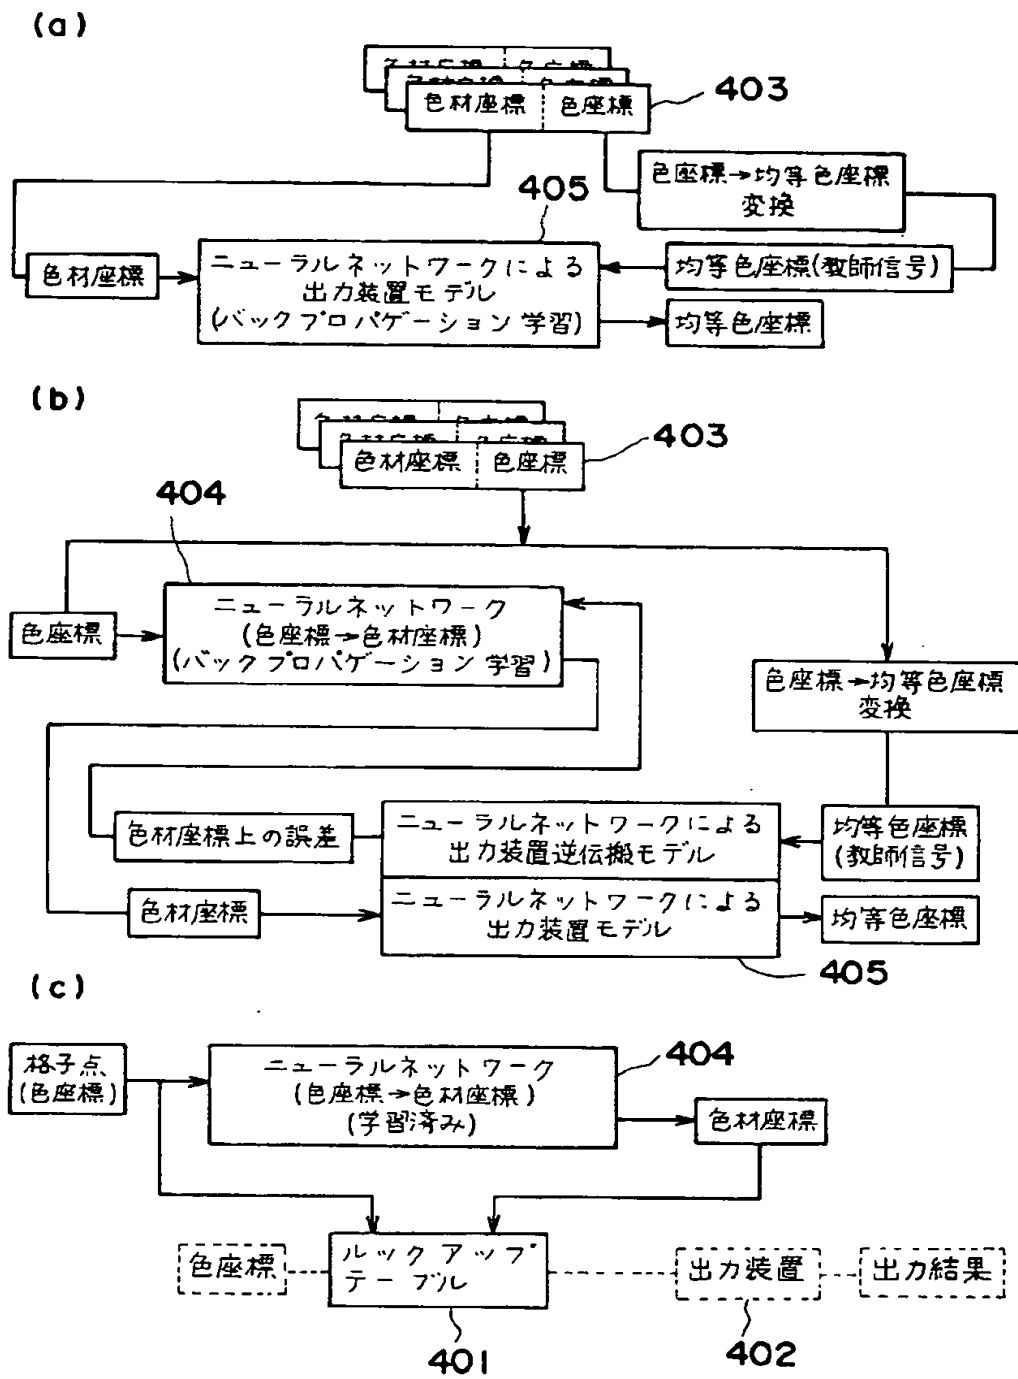 (a)
色材座標 色座標
403
色座標→均等色座標
変換
405
色材座標
ニューラルネットワークによる
出力装置モデル
(バックプロパゲーション学習)
均等色座標(教師信号)
均等色座標
(b)
色材座標 色座標
403
404
色座標
ニューラルネットワーク
(色座標→色材座標)
(バックプロパゲーション学習)
色座標→均等色座標
変換
色材座標上の誤差
ニューラルネットワークによる
出力装置逆伝搬モデル
均等色座標
(教師信号)
色材座標
ニューラルネットワークによる
出力装置モデル
均等色座標
405
(c)
格子点
(色座標)
ニューラルネットワーク
(色座標→色材座標)
(学習済み)
404
色材座標
色座標
ルックアップ
テーブル
出力装置
出力結果
401
402